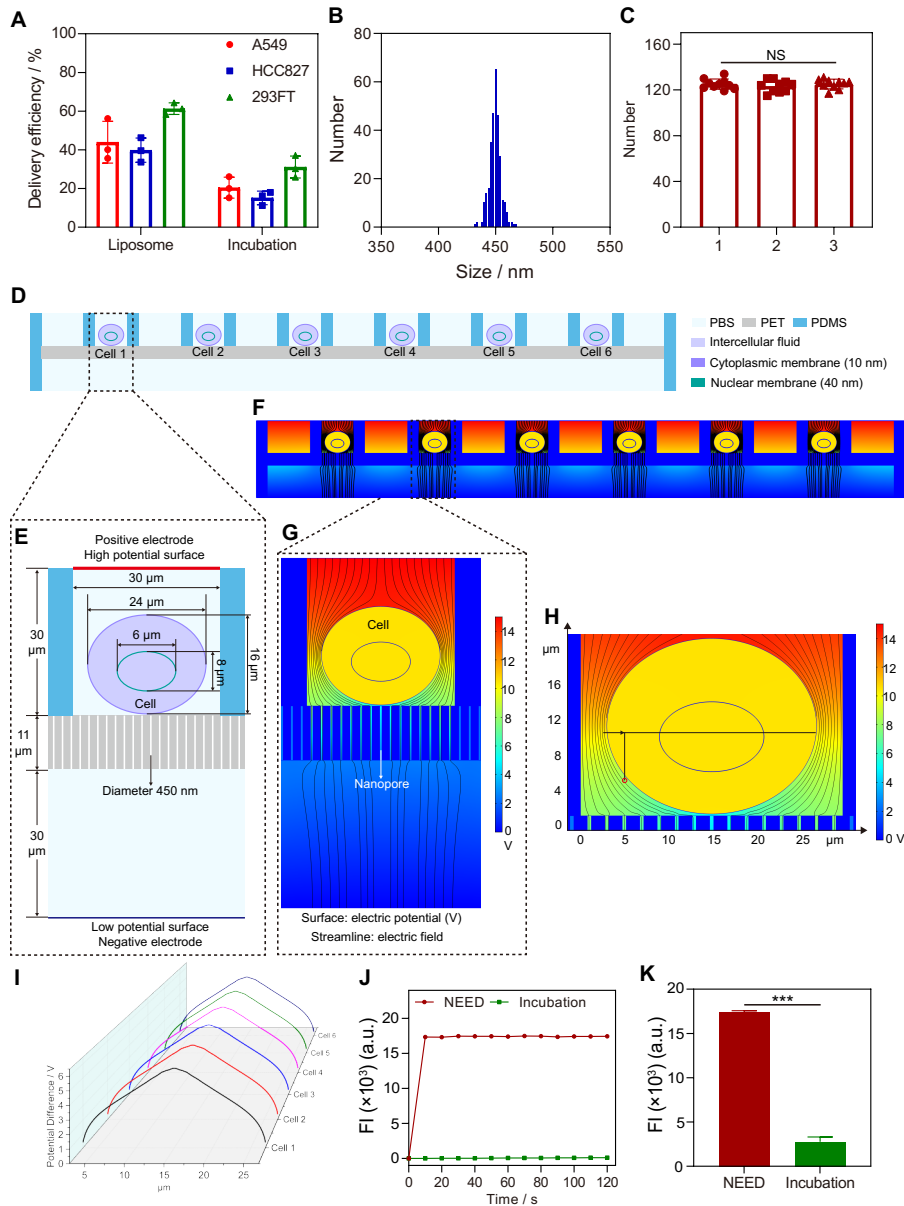 A
Delivery efficiency / %
100
80
60
40
20
0
A549
HCC827
293FT
Liposome
Incubation
B
Number
80
60
40
20
0
350
400
450
500
550
Size / nm
C
Number
160
120
80
40
0
NS
1
2
3
D
Cell 1
Cell 2
Cell 3
Cell 4
Cell 5
Cell 6
PBS
PET
PDMS
Intercellular fluid
Cytoplasmic membrane (10 nm)
Nuclear membrane (40 nm)
F
E
Positive electrode
High potential surface
30 μm
24 μm
6 μm
8 μm
16 μm
Cell
30 μm
11 μm
Diameter 450 nm
30 μm
Low potential surface
Negative electrode
G
Cell
Nanopore
14
12
10
8
6
4
2
0
V
Surface: electric potential (V)
Streamline: electric field
H
μm
20
16
12
8
4
0
0
5
10
15
20
25
μm
14
12
10
8
6
4
2
0 V
I
Potential Difference / V
6
5
4
3
2
1
0
5
10
15
20
25
μm
Cell 6
Cell 5
Cell 4
Cell 3
Cell 2
Cell 1
J
NEED
Incubation
FI (×10³) (a.u.)
20
15
10
5
0
0
20
40
60
80
100
120
Time / s
K
FI (×10³) (a.u.)
20
15
10
5
0
***
NEED
Incubation